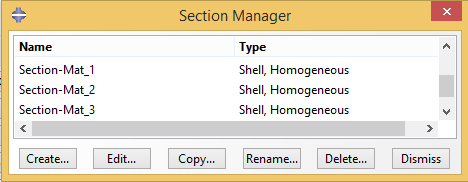 Section Manager
Name Type
Section-Mat_1 Shell, Homogeneous
Section-Mat_2 Shell, Homogeneous
Section-Mat_3 Shell, Homogeneous
Create... Edit... Copy... Rename... Delete... Dismiss